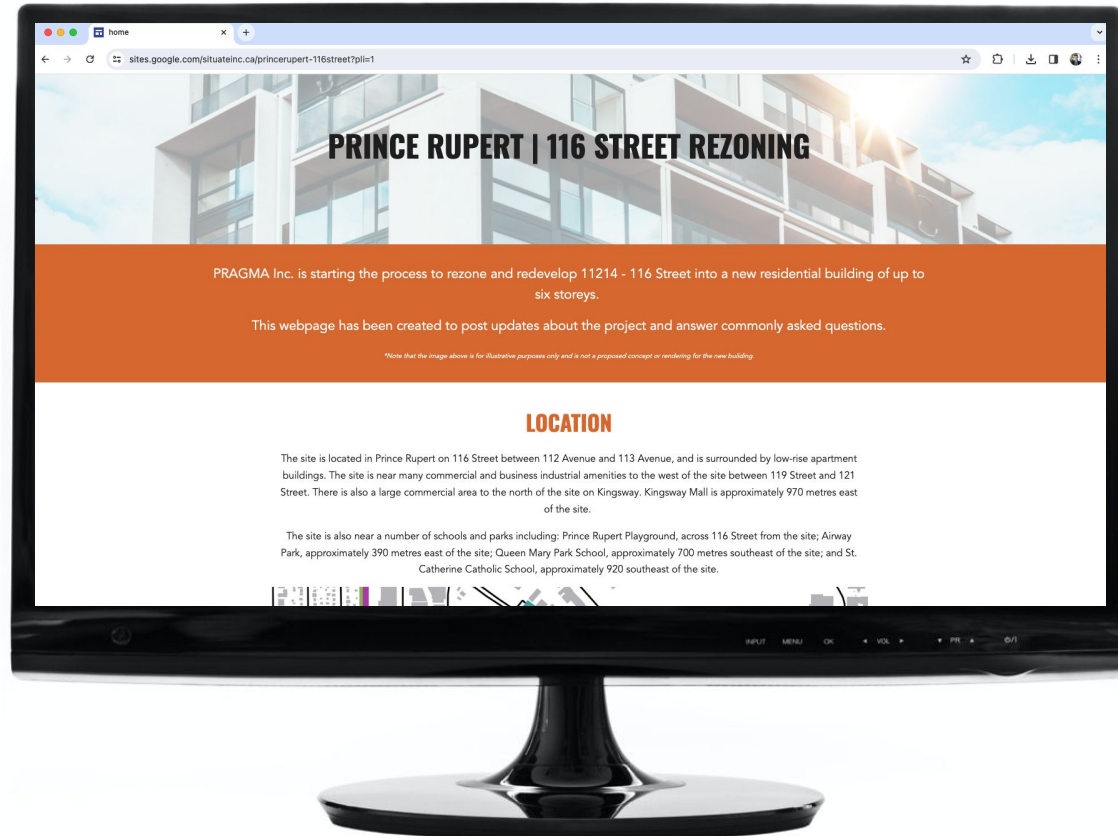 home
sites.google.com/situateinc.ca/princerupert-116street?pli=1
PRINCE RUPERT | 116 STREET REZONING
PRAGMA Inc. is starting the process to rezone and redevelop 11214 - 116 Street into a new residential building of up to
six storeys.
This webpage has been created to post updates about the project and answer commonly asked questions.
*Note that the image above is for illustrative purposes only and is not a proposed concept or rendering for the new building.
LOCATION
The site is located in Prince Rupert on 116 Street between 112 Avenue and 113 Avenue, and is surrounded by low-rise apartment
buildings. The site is near many commercial and business industrial amenities to the west of the site between 119 Street and 121
Street. There is also a large commercial area to the north of the site on Kingsway. Kingsway Mall is approximately 970 metres east
of the site.
The site is also near a number of schools and parks including: Prince Rupert Playground, across 116 Street from the site; Airway
Park, approximately 390 metres east of the site; Queen Mary Park School, approximately 700 metres southeast of the site; and St.
Catherine Catholic School, approximately 920 southeast of the site.
INPUT MENU OK ◄ VOL ► ▼ PR ▲ ⏻/I